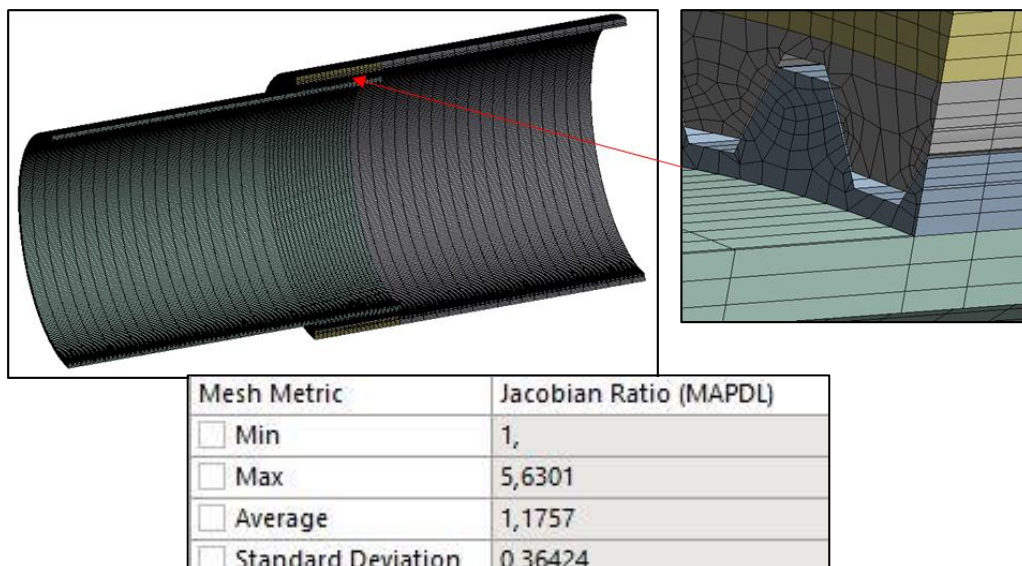 Mesh Metric Jacobian Ratio (MAPDL)
Min 1,
Max 5,6301
Average 1,1757
Standard Deviation 0,36424